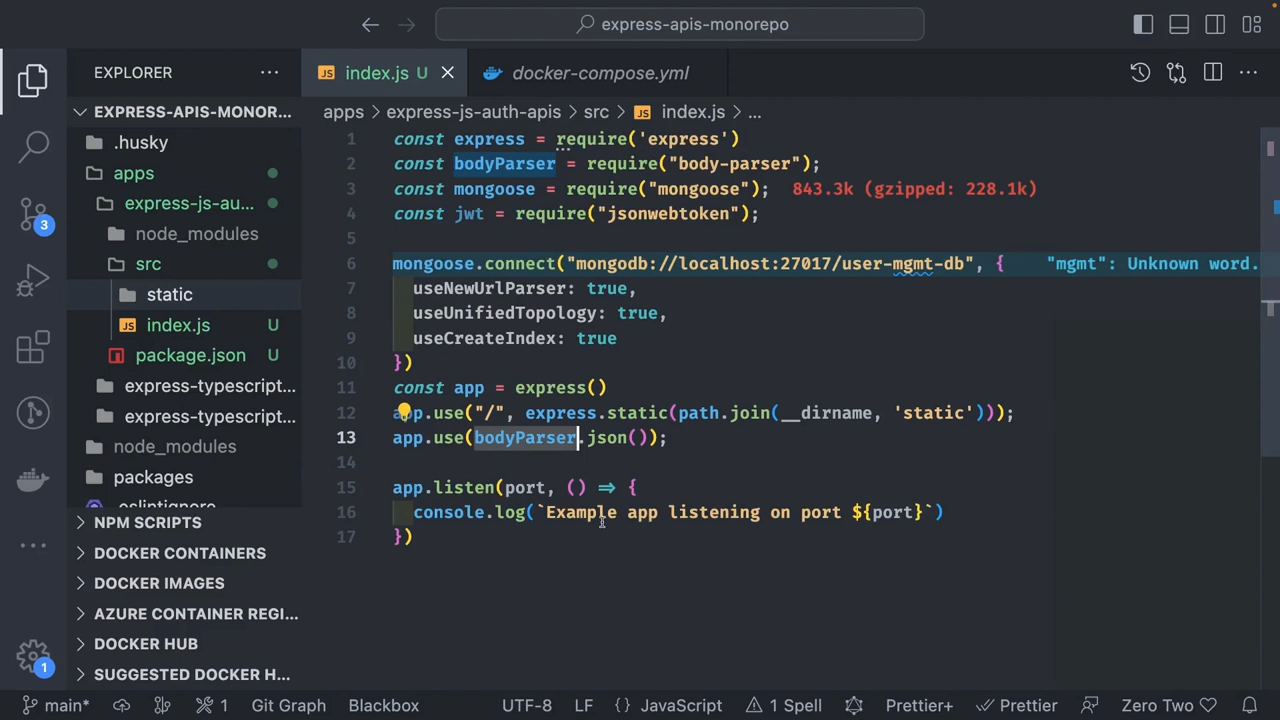 express-apis-monorepo
EXPLORER
JS index.js U
docker-compose.yml
EXPRESS-APIS-MONOR...
apps > express-js-auth-apis > src > JS index.js > ...
.husky
apps
express-js-au...
node_modules
src
static
JS index.js U
package.json U
express-typescript...
express-typescript...
node_modules
packages
.eslintignore
NPM SCRIPTS
DOCKER CONTAINERS
DOCKER IMAGES
AZURE CONTAINER REGI...
DOCKER HUB
SUGGESTED DOCKER H...
3
1
1 const express = require('express')
2 const bodyParser = require("body-parser");
3 const mongoose = require("mongoose"); 843.3k (gzipped: 228.1k)
4 const jwt = require("jsonwebtoken");
5
6 mongoose.connect("mongodb://localhost:27017/user-mgmt-db", { "mgmt": Unknown word.
7 useNewUrlParser: true,
8 useUnifiedTopology: true,
9 useCreateIndex: true
10 })
11 const app = express()
12 app.use("/", express.static(path.join(__dirname, 'static')));
13 app.use(bodyParser.json());
14
15 app.listen(port, () => {
16 console.log(`Example app listening on port ${port}`)
17 })
main* 1 Git Graph Blackbox UTF-8 LF {} JavaScript 1 Spell Prettier+ Prettier Zero Two